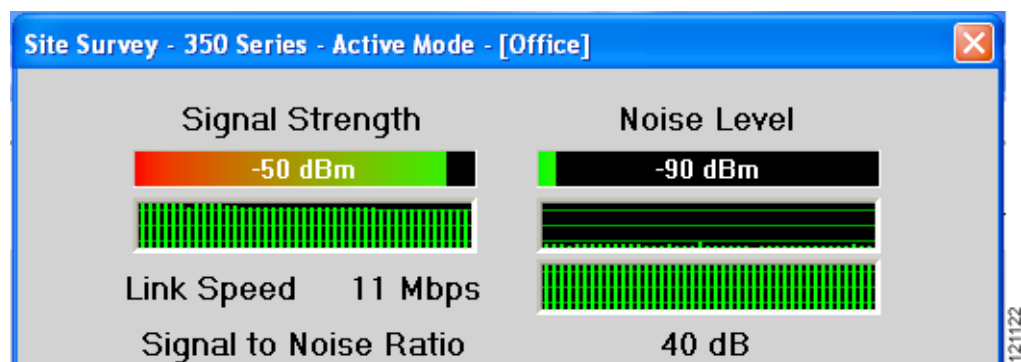 Site Survey - 350 Series - Active Mode - [Office]
Signal Strength
Noise Level
-50 dBm
-90 dBm
Link Speed 11 Mbps
Signal to Noise Ratio 40 dB
121122